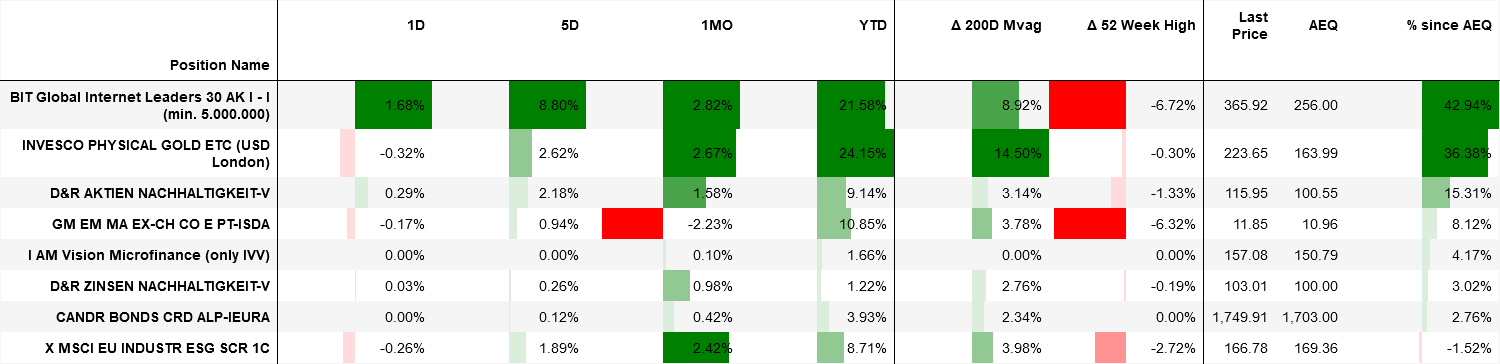 Position Name 1D 5D 1MO YTD Δ 200D Mvag Δ 52 Week High Last Price AEQ % since AEQ
BIT Global Internet Leaders 30 AK I - I (min. 5.000.000) 1.68% 8.80% 2.82% 21.58% 8.92% -6.72% 365.92 256.00 42.94%
INVESCO PHYSICAL GOLD ETC (USD London) -0.32% 2.62% 2.67% 24.15% 14.50% -0.30% 223.65 163.99 36.38%
D&R AKTIEN NACHHALTIGKEIT-V 0.29% 2.18% 1.58% 9.14% 3.14% -1.33% 115.95 100.55 15.31%
GM EM MA EX-CH CO E PT-ISDA -0.17% 0.94% -2.23% 10.85% 3.78% -6.32% 11.85 10.96 8.12%
I AM Vision Microfinance (only IVV) 0.00% 0.00% 0.10% 1.66% 0.00% 0.00% 157.08 150.79 4.17%
D&R ZINSEN NACHHALTIGKEIT-V 0.03% 0.26% 0.98% 1.22% 2.76% -0.19% 103.01 100.00 3.02%
CANDR BONDS CRD ALP-IEURA 0.00% 0.12% 0.42% 3.93% 2.34% 0.00% 1,749.91 1,703.00 2.76%
X MSCI EU INDUSTR ESG SCR 1C -0.26% 1.89% 2.42% 8.71% 3.98% -2.72% 166.78 169.36 -1.52%